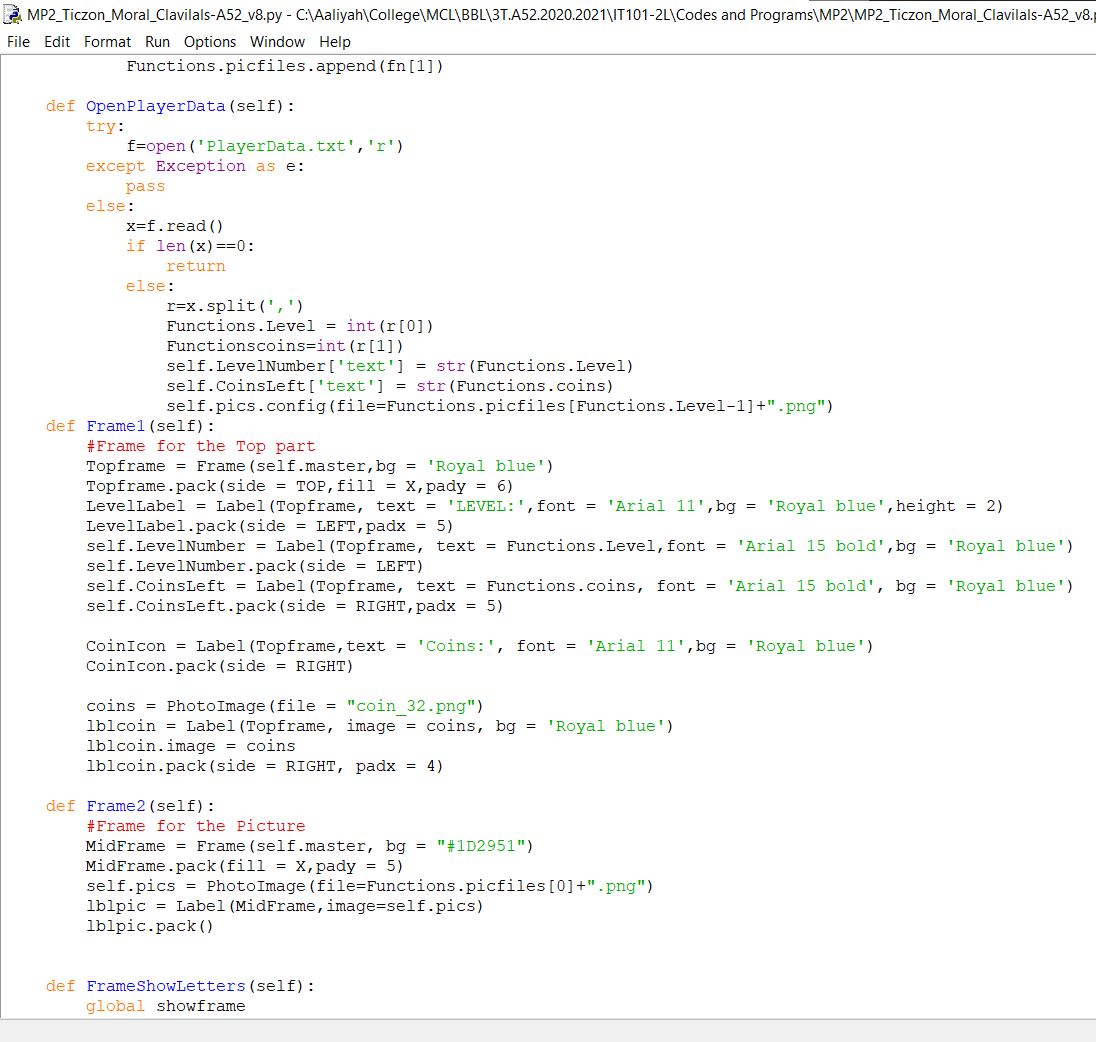 MP2_Ticzon_Moral_Clavilals-A52_v8.py - C:\Aaliyah\College\MCL\BBL\3T.A52.2020.2021\IT101-2L\Codes and Programs\MP2\MP2_Ticzon_Moral_Clavilals-A52_v8.p
File Edit Format Run Options Window Help
            Functions.picfiles.append(fn[1])

    def OpenPlayerData(self):
        try:
            f=open('PlayerData.txt','r')
        except Exception as e:
            pass
        else:
            x=f.read()
            if len(x)==0:
                return
            else:
                r=x.split(',')
                Functions.Level = int(r[0])
                Functionscoins=int(r[1])
                self.LevelNumber['text'] = str(Functions.Level)
                self.CoinsLeft['text'] = str(Functions.coins)
                self.pics.config(file=Functions.picfiles[Functions.Level-1]+".png")
    def Frame1(self):
        #Frame for the Top part
        Topframe = Frame(self.master,bg = 'Royal blue')
        Topframe.pack(side = TOP,fill = X,pady = 6)
        LevelLabel = Label(Topframe, text = 'LEVEL:',font = 'Arial 11',bg = 'Royal blue',height = 2)
        LevelLabel.pack(side = LEFT,padx = 5)
        self.LevelNumber = Label(Topframe, text = Functions.Level,font = 'Arial 15 bold',bg = 'Royal blue')
        self.LevelNumber.pack(side = LEFT)
        self.CoinsLeft = Label(Topframe, text = Functions.coins, font = 'Arial 15 bold', bg = 'Royal blue')
        self.CoinsLeft.pack(side = RIGHT,padx = 5)

        CoinIcon = Label(Topframe,text = 'Coins:', font = 'Arial 11',bg = 'Royal blue')
        CoinIcon.pack(side = RIGHT)

        coins = PhotoImage(file = "coin_32.png")
        lblcoin = Label(Topframe, image = coins, bg = 'Royal blue')
        lblcoin.image = coins
        lblcoin.pack(side = RIGHT, padx = 4)

    def Frame2(self):
        #Frame for the Picture
        MidFrame = Frame(self.master, bg = "#1D2951")
        MidFrame.pack(fill = X,pady = 5)
        self.pics = PhotoImage(file=Functions.picfiles[0]+".png")
        lblpic = Label(MidFrame,image=self.pics)
        lblpic.pack()

    def FrameShowLetters(self):
        global showframe